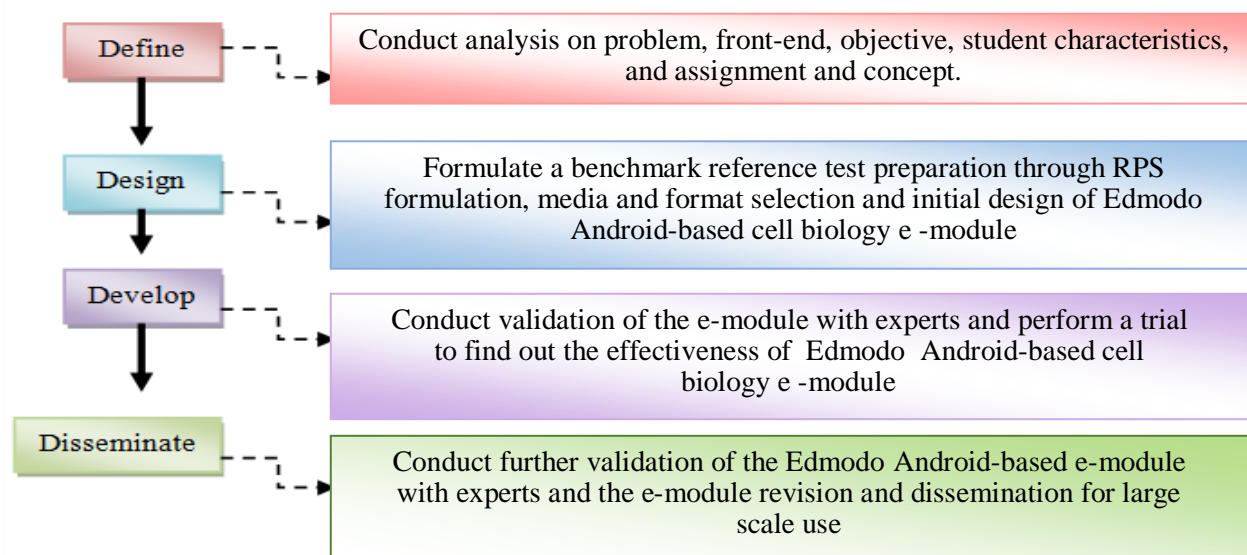 Define
Conduct analysis on problem, front-end, objective, student characteristics,
and assignment and concept.
Design
Formulate a benchmark reference test preparation through RPS
formulation, media and format selection and initial design of Edmodo
Android-based cell biology e -module
Develop
Conduct validation of the e-module with experts and perform a trial
to find out the effectiveness of Edmodo Android-based cell
biology e -module
Disseminate
Conduct further validation of the Edmodo Android-based e-module
with experts and the e-module revision and dissemination for large
scale use